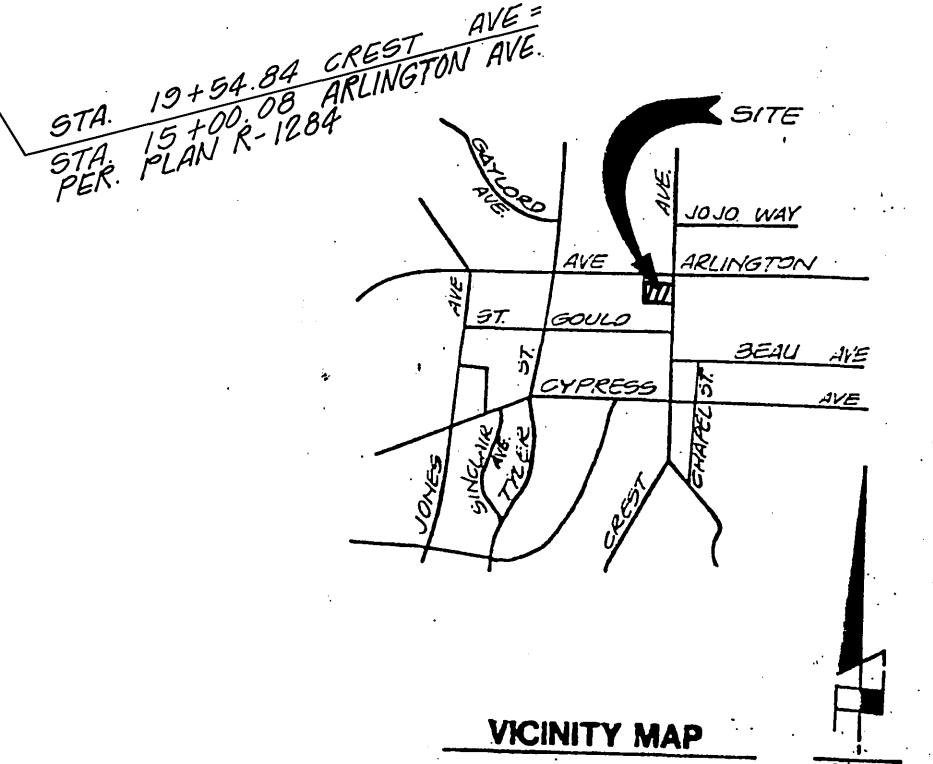 STA. 19+54.84 CREST AVE =
STA. 15+00.08 ARLINGTON AVE.
PER. PLAN R-1284
SITE
GAYLORD
AVE.
AVE.
JOJO WAY
AVE
ARLINGTON
AVE
ST.
GOULD
ST.
BEAU AVE
CYPRESS
AVE
CHAPEL ST.
SINCLAIR
AVE.
TYLER
JONES
CREST
VICINITY MAP